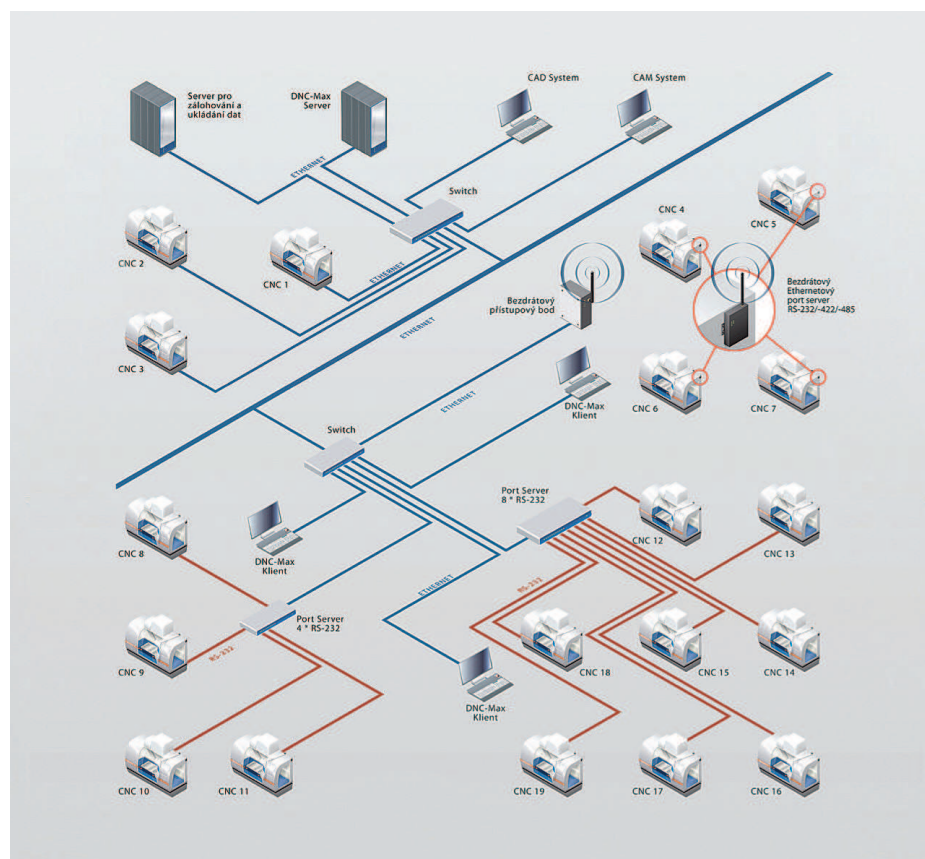 CAD System
CAM System
Server pro
zálohování a
ukládání dat
DNC-Max
Server
ETHERNET
Switch
CNC 4
CNC 5
CNC 2
CNC 1
ETHERNET
Bezdrátový
přístupový bod
Bezdrátový
Ethernetový
port server
RS-232/-422/-485
ETHERNET
CNC 3
ETHERNET
DNC-Max
Klient
CNC 6
CNC 7
Switch
Port Server
8 * RS-232
CNC 8
DNC-Max
Klient
CNC 12
CNC 13
ETHERNET
RS-232
Port Server
4 * RS-232
RS-232
CNC 9
CNC 18
CNC 15
CNC 14
DNC-Max
Klient
CNC 10
CNC 11
CNC 19
CNC 17
CNC 16